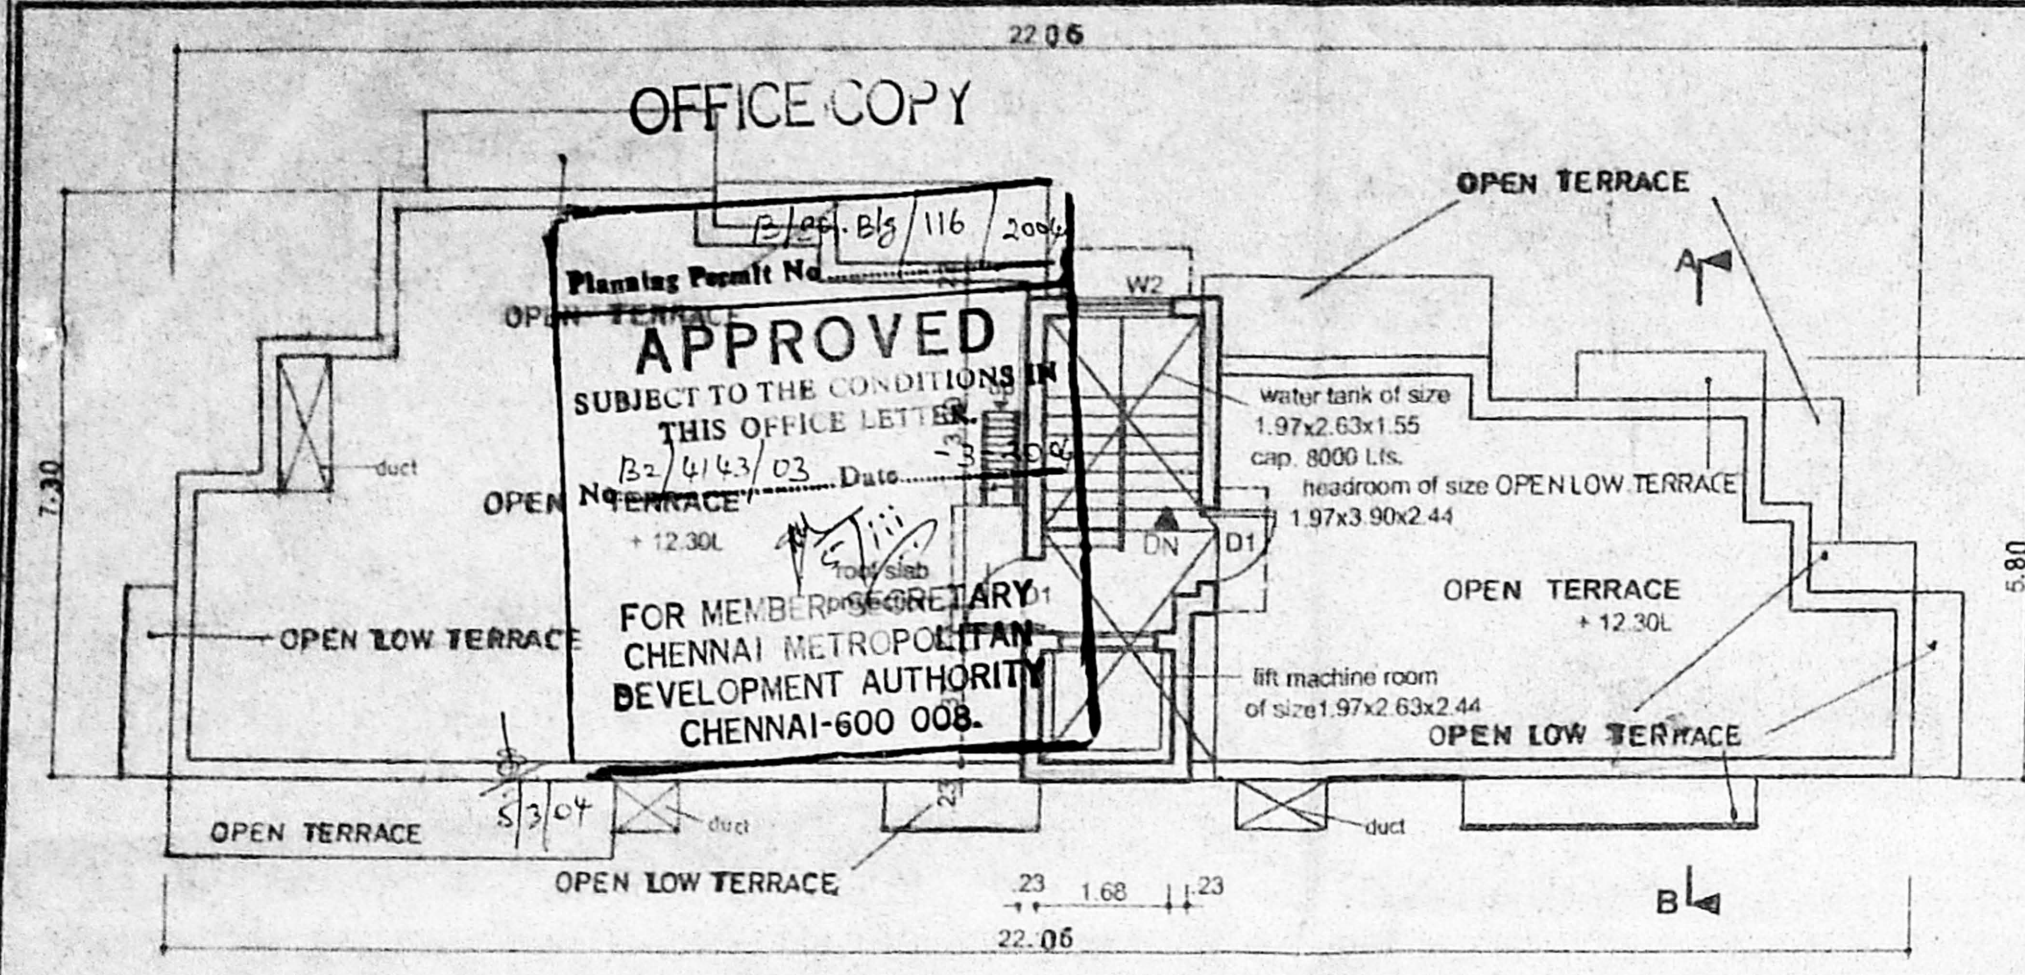 22.06
OFFICE COPY
OPEN TERRACE
A
B/ /Blg/116/2004
Planning Permit No
W2
OPEN TERRACE
APPROVED
SUBJECT TO THE CONDITIONS IN
THIS OFFICE LETTER.
No B2/4143/03 Date
water tank of size
1.97x2.63x1.55
cap. 8000 Lts.
headroom of size
1.97x3.90x2.44
OPEN LOW TERRACE
duct
7.30
OPEN TERRACE
+ 12.30L
DN
D1
roof slab
projection
D1
5.80
OPEN TERRACE
+ 12.30L
FOR MEMBER-SECRETARY
CHENNAI METROPOLITAN
DEVELOPMENT AUTHORITY
CHENNAI-600 008.
OPEN LOW TERRACE
lift machine room
of size1.97x2.63x2.44
OPEN LOW TERRACE
5/3/04
OPEN TERRACE
duct
.23
duct
OPEN LOW TERRACE
.23
1.68
.23
B
22.06